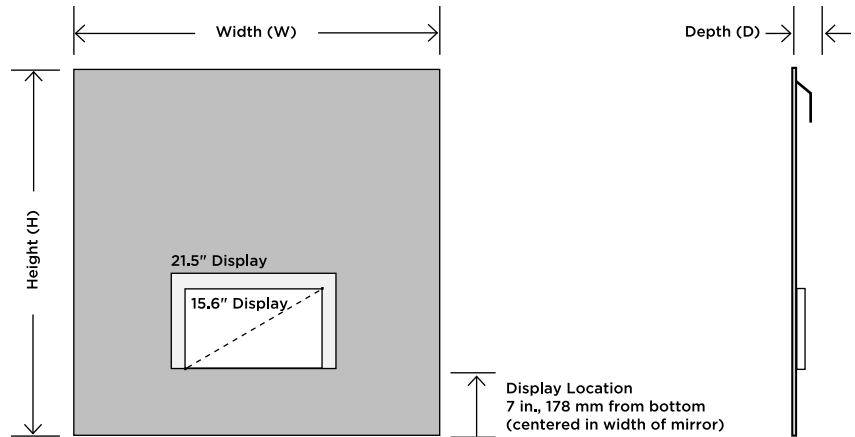 Width (W)
Depth (D)
Height (H)
21.5" Display
15.6" Display
Display Location
7 in., 178 mm from bottom
(centered in width of mirror)